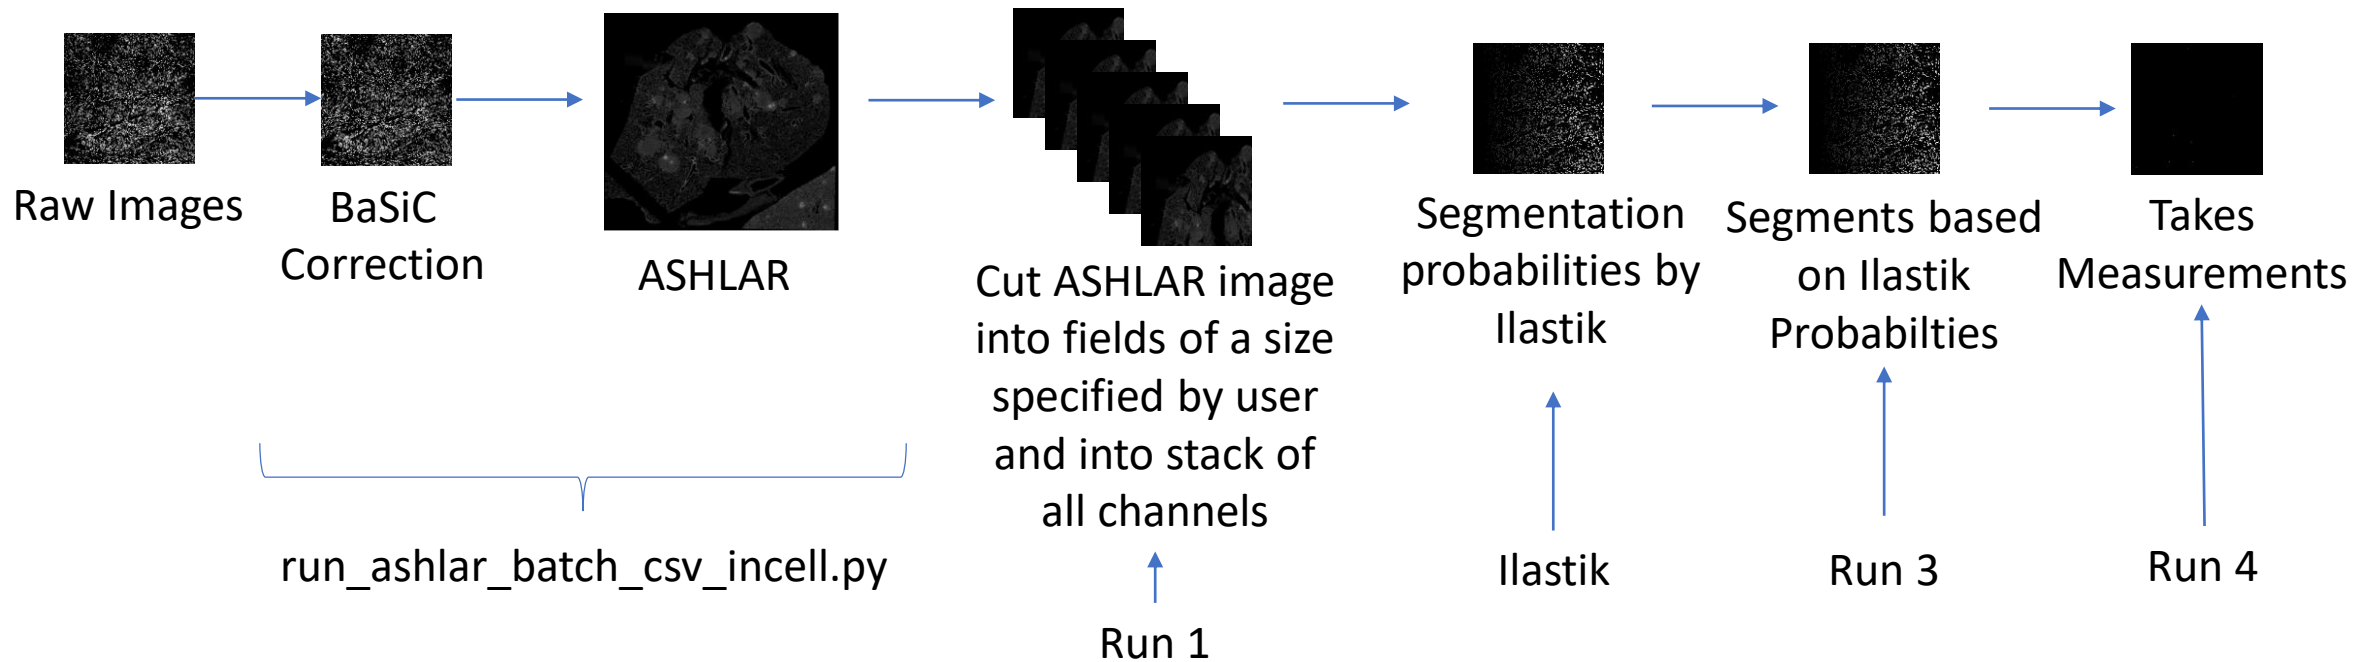 Raw Images
BaSiC
Correction
ASHLAR
Cut ASHLAR image
into fields of a size
specified by user
and into stack of
all channels
Segmentation
probabilities by
Ilastik
Segments based
on Ilastik
Probabilties
Takes
Measurements
run_ashlar_batch_csv_incell.py
Run 1
Ilastik
Run 3
Run 4